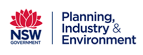 NSW
GOVERNMENT
Planning,
Industry &
Environment